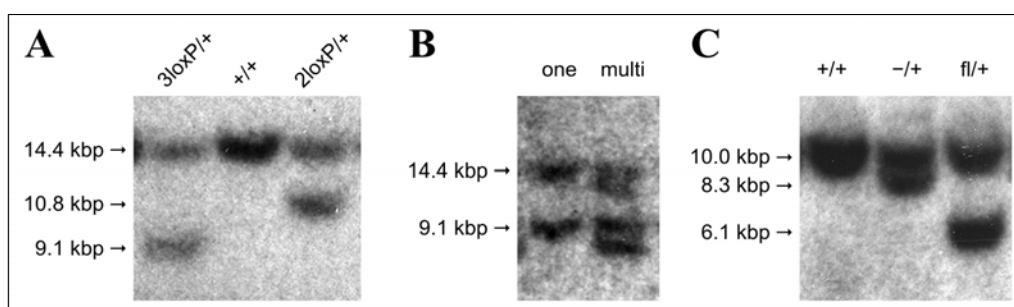 A
3loxP/+ +/+ 2loxP/+
14.4 kbp →
10.8 kbp →
9.1 kbp →
B
one multi
14.4 kbp →
9.1 kbp →
C
+/+ −/+ fl/+
10.0 kbp →
8.3 kbp →
6.1 kbp →